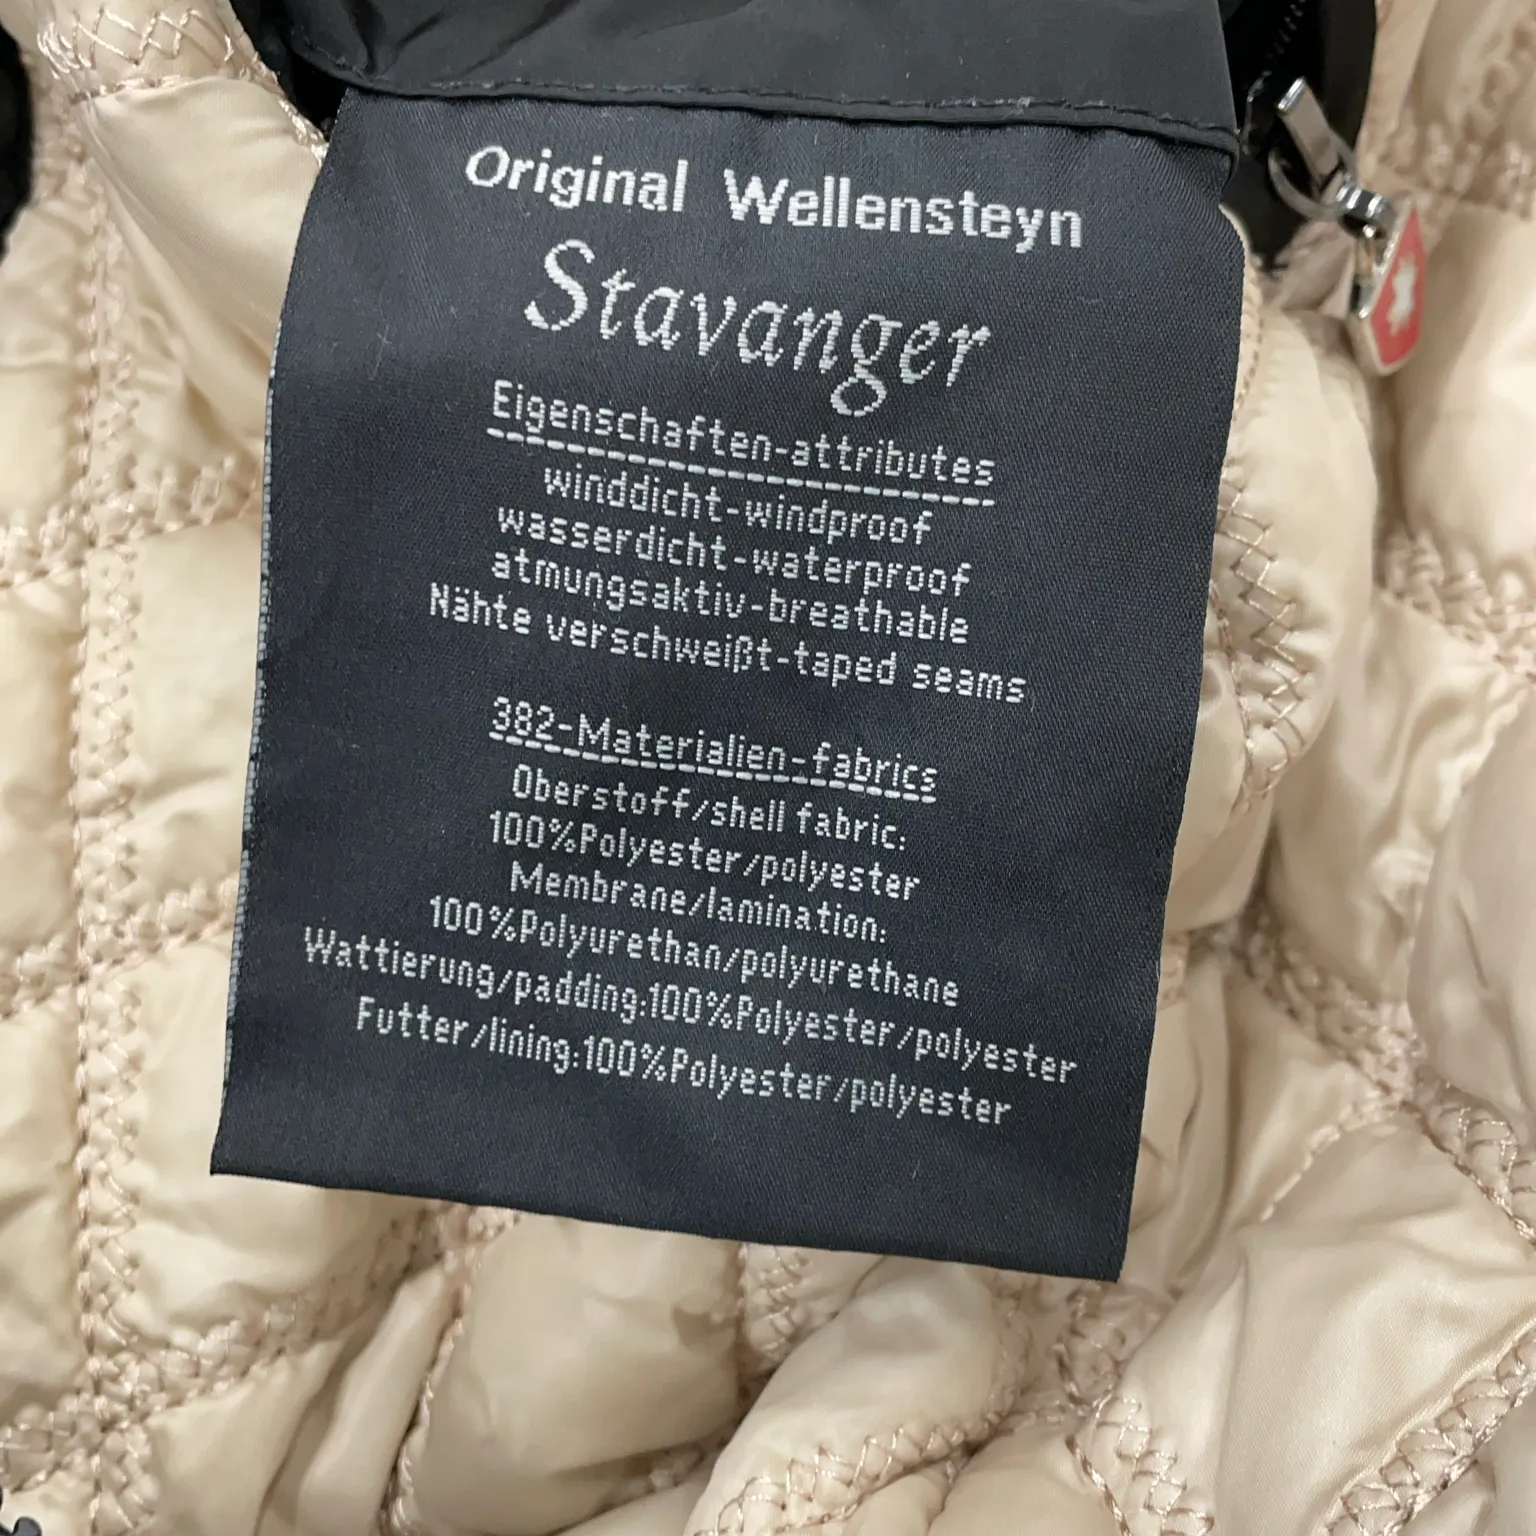 Original Wellensteyn
Stavanger
Eigenschaften-attributes
winddicht-windproof
wasserdicht-waterproof
atmungsaktiv-breathable
Nähte verschweißt-taped seams
382-Materialien-fabrics
Oberstoff/shell fabric:
100%Polyester/polyester
Membrane/lamination:
100%Polyurethan/polyurethane
Wattierung/padding:100%Polyester/polyester
Futter/lining:100%Polyester/polyester